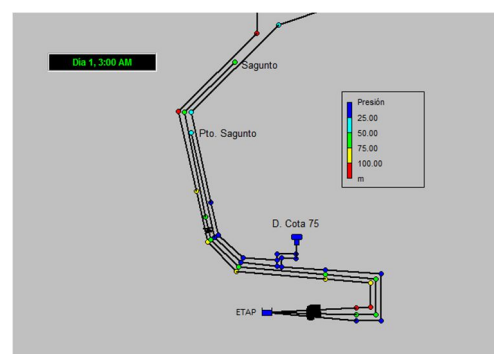 Día 1, 3:00 AM
Sagunto
Presión
25.00
50.00
75.00
100.00
m
Pto. Sagunto
D. Cota 75
ETAP